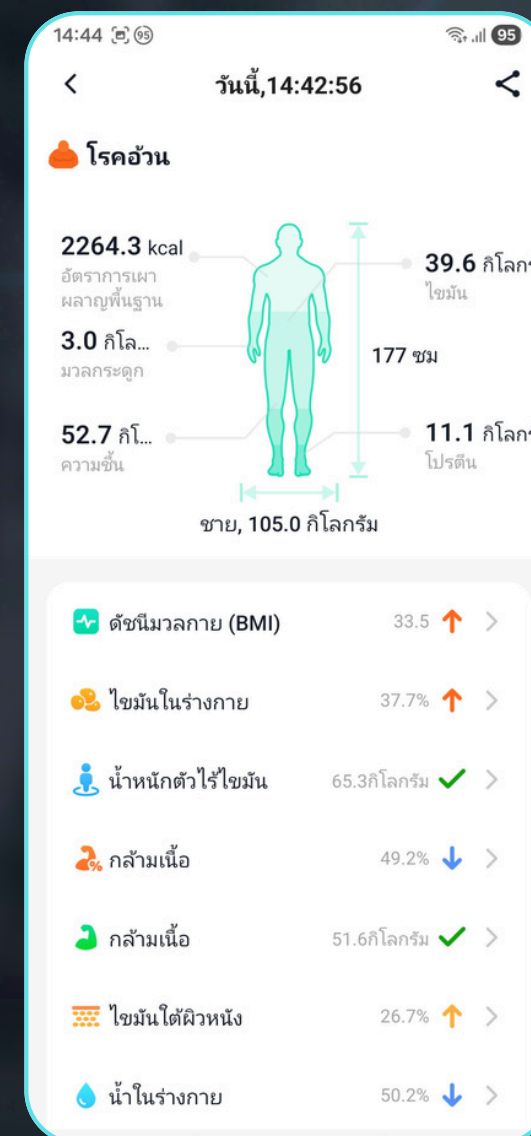 14:44 95 95
วันนี้,14:42:56
โรคอ้วน
2264.3 kcal
อัตราการเผา
ผลาญพื้นฐาน
39.6 กิโลกร
ไขมัน
3.0 กิโล...
มวลกระดูก
177 ซม
52.7 กิโ...
ความชื้น
11.1 กิโลกร
โปรตีน
ชาย, 105.0 กิโลกรัม
ดัชนีมวลกาย (BMI) 33.5
ไขมันในร่างกาย 37.7%
น้ำหนักตัวไร้ไขมัน 65.3กิโลกรัม
กล้ามเนื้อ 49.2%
กล้ามเนื้อ 51.6กิโลกรัม
ไขมันใต้ผิวหนัง 26.7%
น้ำในร่างกาย 50.2%